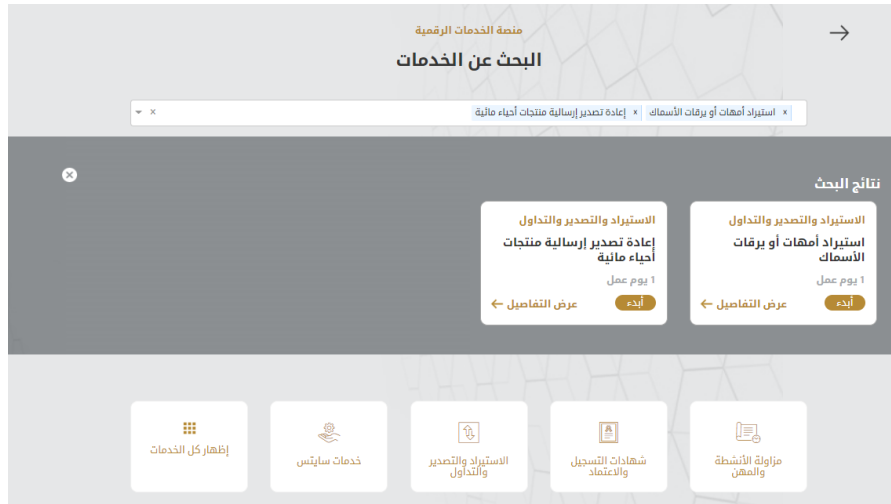 منصة الخدمات الرقمية
البحث عن الخدمات
× استيراد أمهات أو يرقات الأسماك × إعادة تصدير إرسالية منتجات أحياء مائية ×
نتائج البحث
الاستيراد والتصدير والتداول
استيراد أمهات أو يرقات
الأسماك
1 يوم عمل
أبدء
عرض التفاصيل ←
الاستيراد والتصدير والتداول
إعادة تصدير إرسالية منتجات
أحياء مائية
1 يوم عمل
أبدء
عرض التفاصيل ←
مزاولة الأنشطة
والمهن
شهادات التسجيل
والاعتماد
الاستيراد والتصدير
والتداول
خدمات سايتس
إظهار كل الخدمات